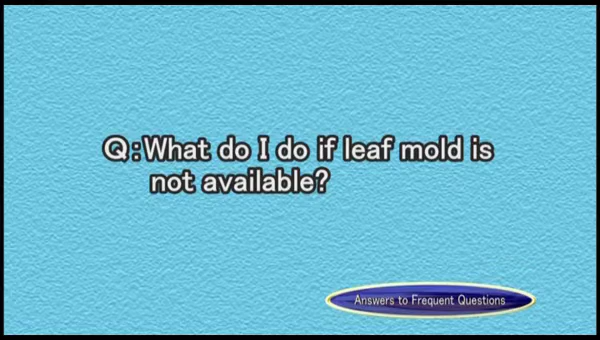 Q:What do I do if leaf mold is
not available?
Answers to Frequent Questions